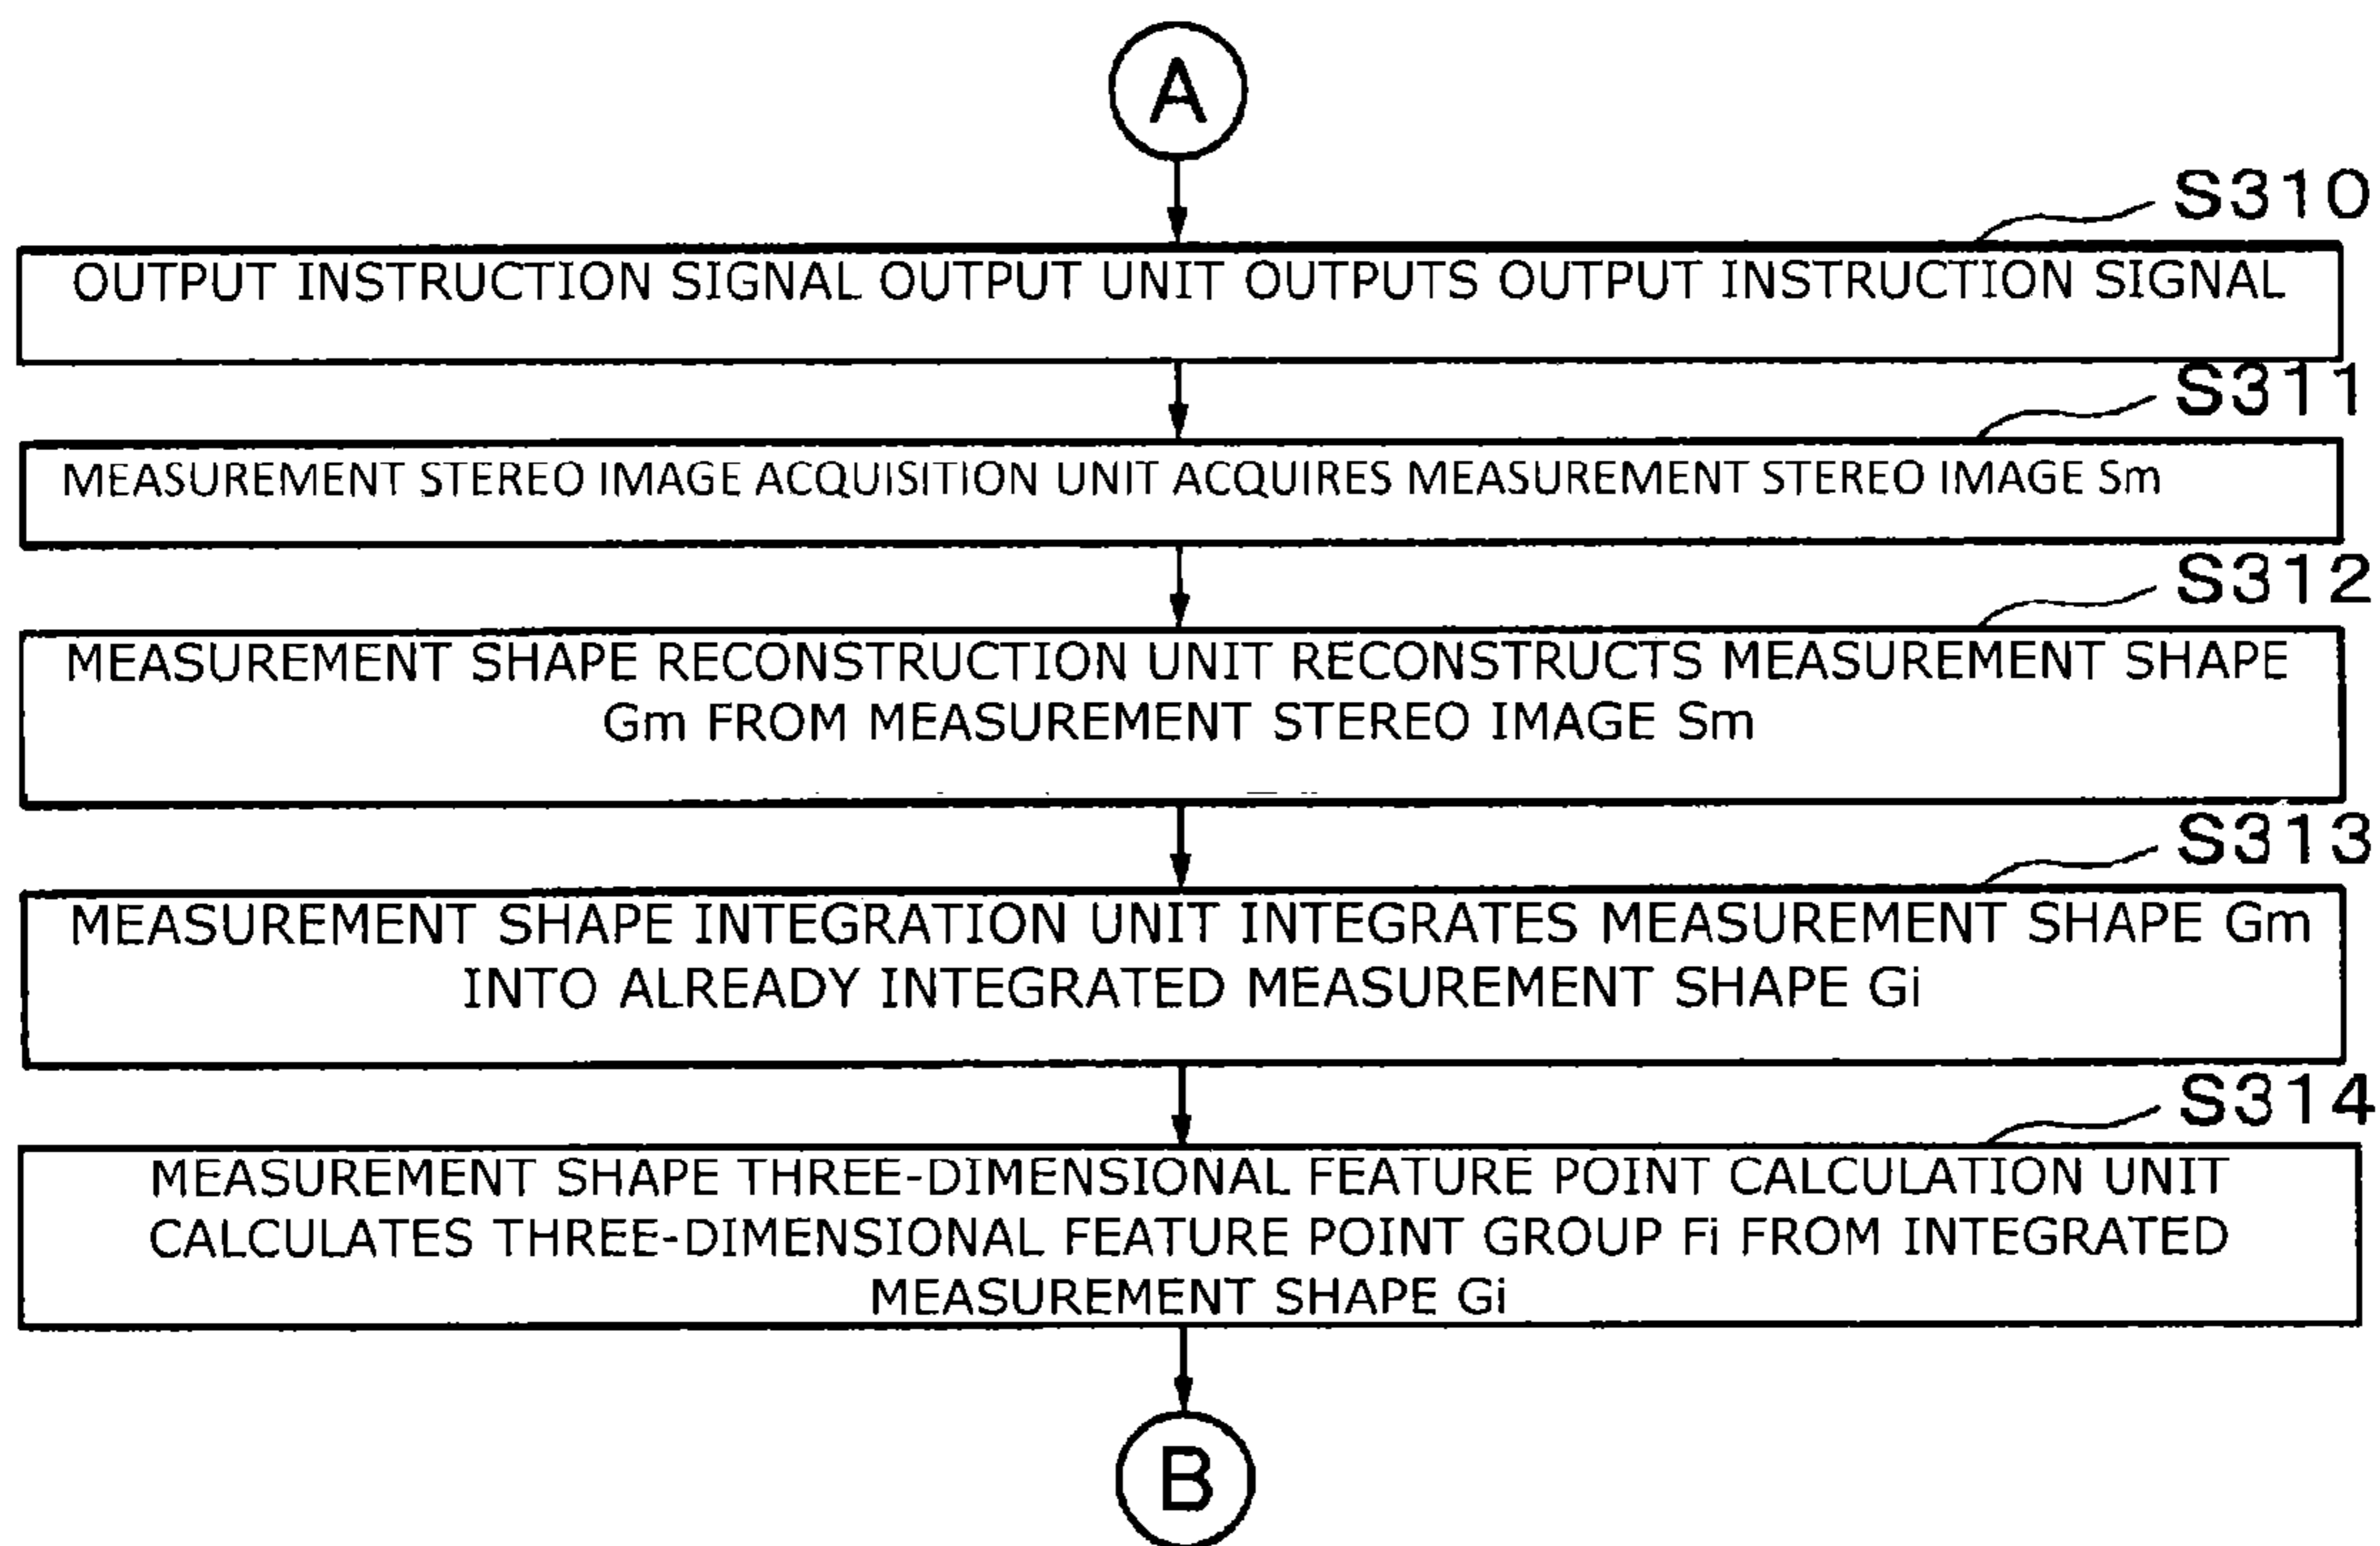 A
S310
OUTPUT INSTRUCTION SIGNAL OUTPUT UNIT OUTPUTS OUTPUT INSTRUCTION SIGNAL
S311
MEASUREMENT STEREO IMAGE ACQUISITION UNIT ACQUIRES MEASUREMENT STEREO IMAGE Sm
S312
MEASUREMENT SHAPE RECONSTRUCTION UNIT RECONSTRUCTS MEASUREMENT SHAPE
Gm FROM MEASUREMENT STEREO IMAGE Sm
S313
MEASUREMENT SHAPE INTEGRATION UNIT INTEGRATES MEASUREMENT SHAPE Gm
INTO ALREADY INTEGRATED MEASUREMENT SHAPE Gi
S314
MEASUREMENT SHAPE THREE-DIMENSIONAL FEATURE POINT CALCULATION UNIT
CALCULATES THREE-DIMENSIONAL FEATURE POINT GROUP Fi FROM INTEGRATED
MEASUREMENT SHAPE Gi
B